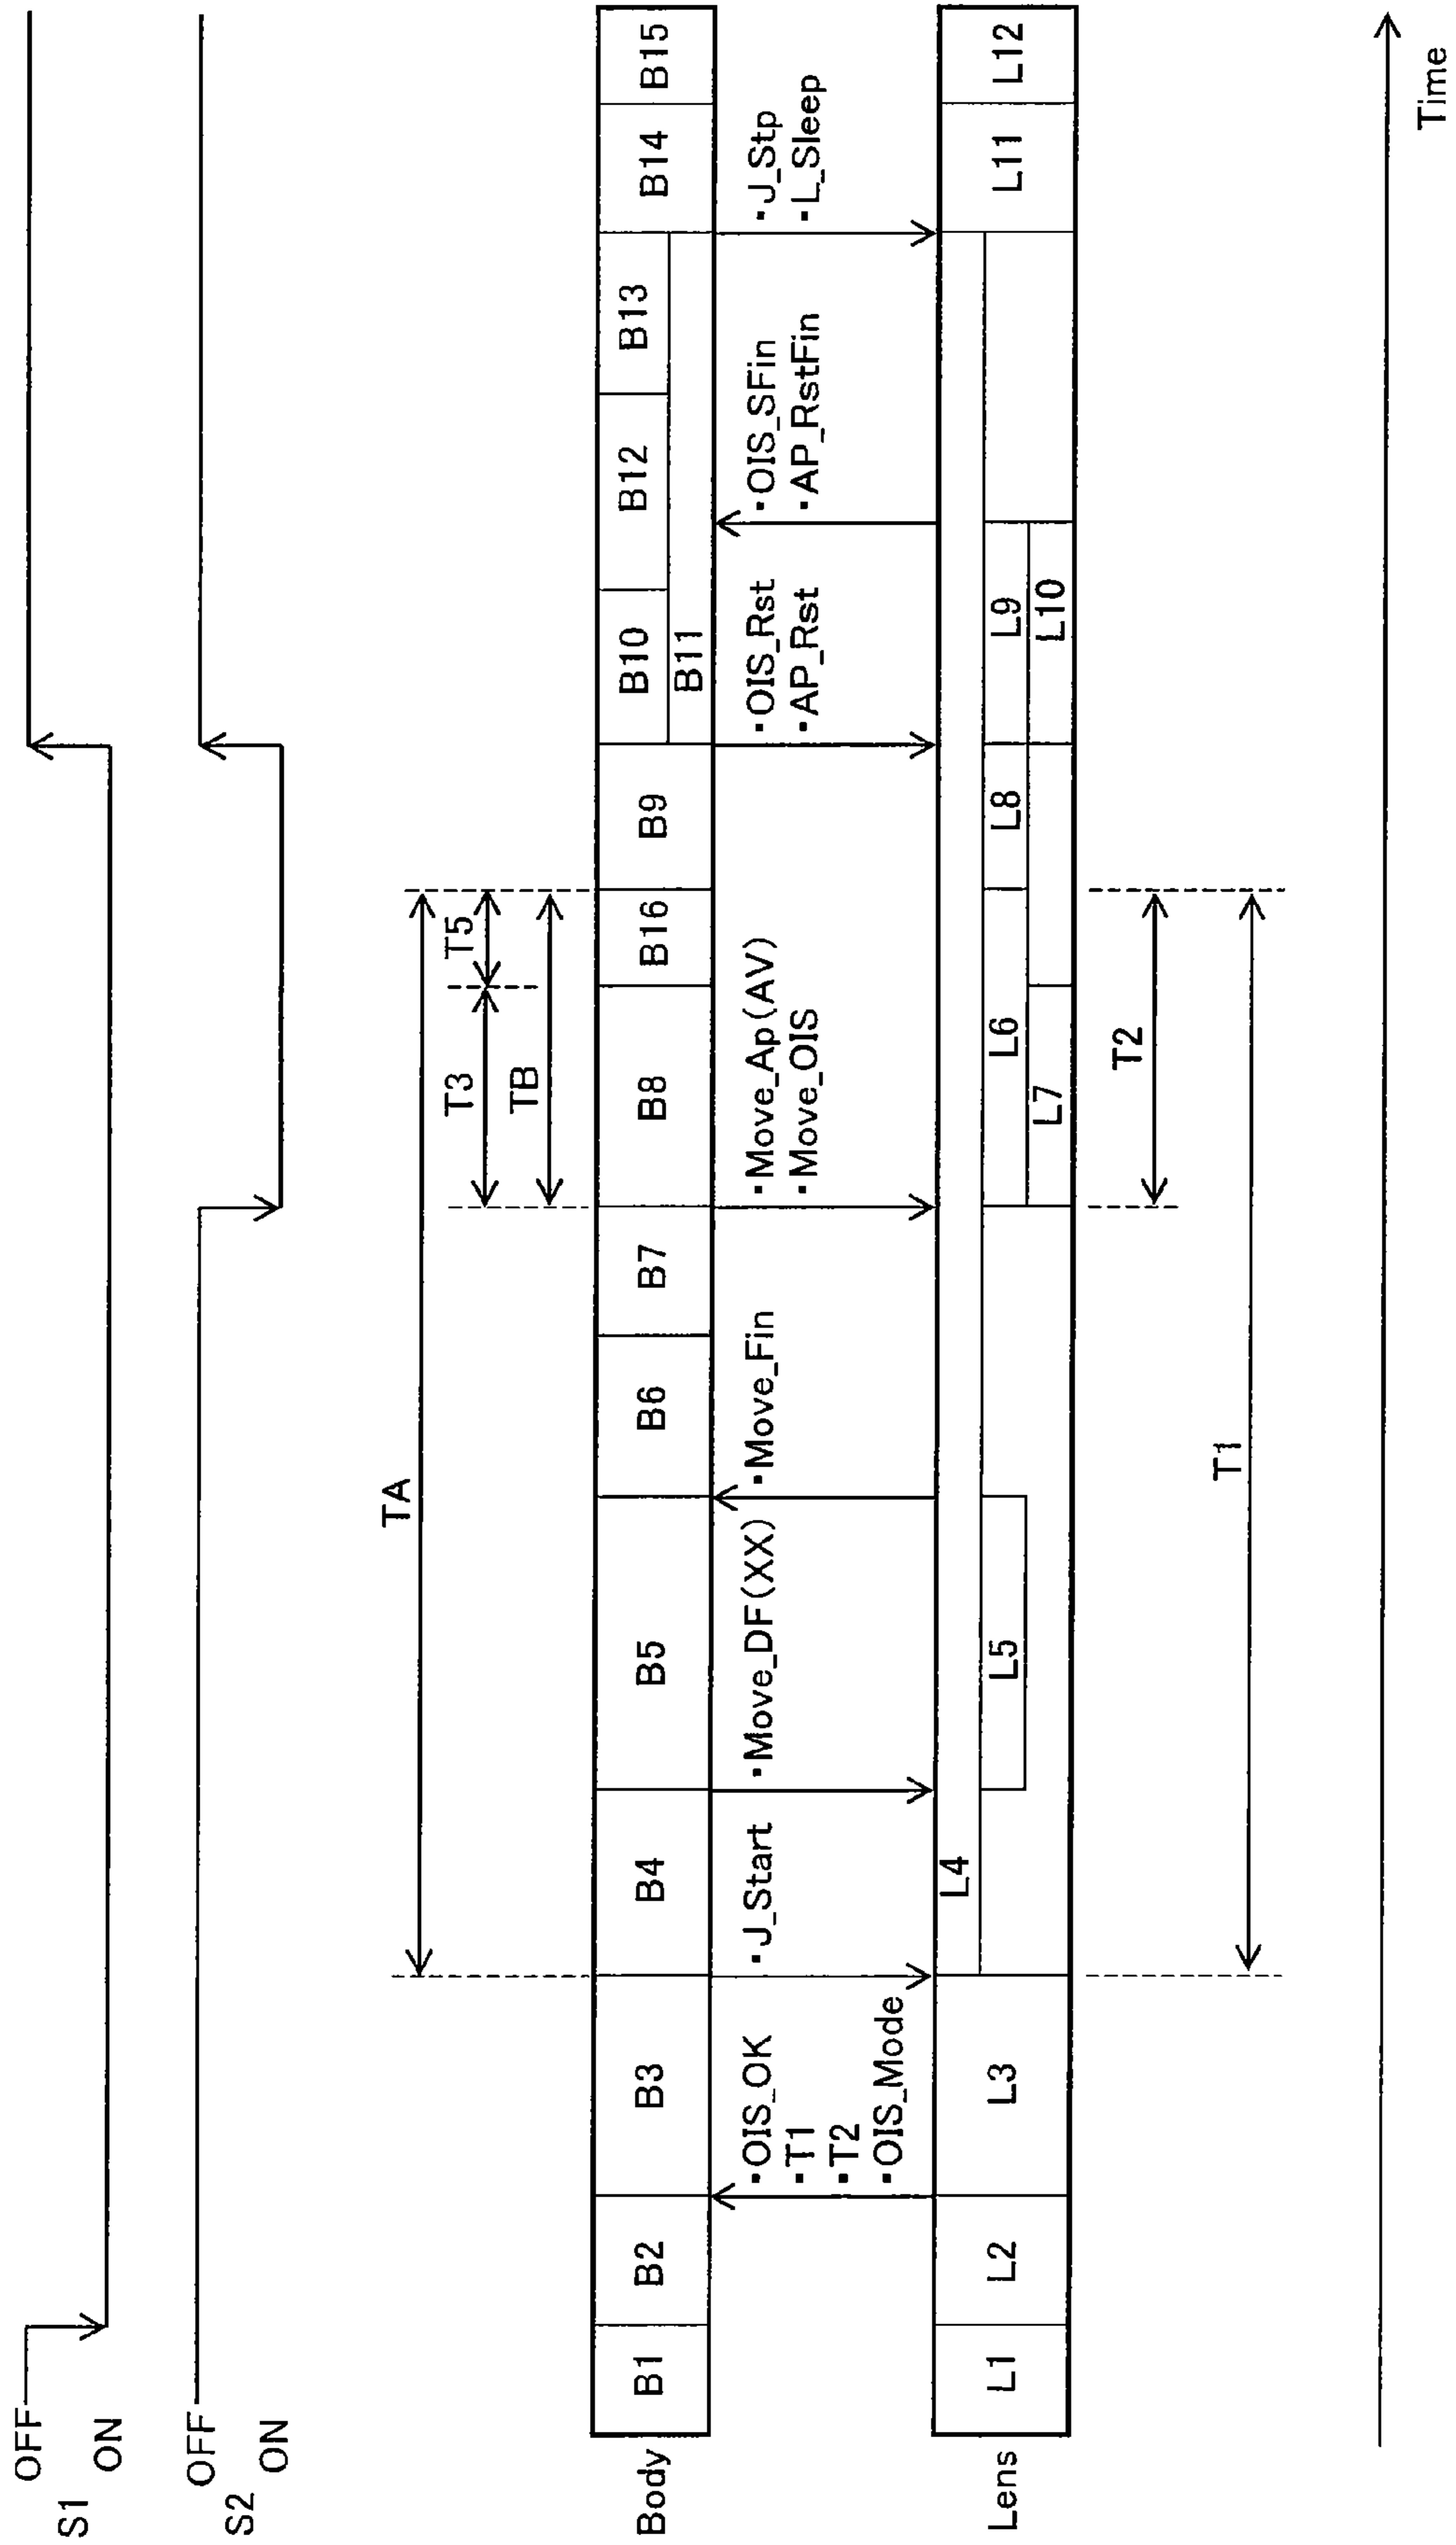 OFF
S1
ON
OFF
S2
ON
TA
T3
T5
TB
Body
B1
B2
B3
B4
B5
B6
B7
B8
B16
B9
B10
B11
B12
B13
B14
B15
・OIS_OK
・T1
・T2
・OIS_Mode
・J_Start
・Move_DF(XX)
・Move_Fin
・Move_Ap(AV)
・Move_OIS
・OIS_Rst
・AP_Rst
・OIS_SFin
・AP_RstFin
・J_Stp
・L_Sleep
Lens
L1
L2
L3
L4
L5
L6
L7
L8
L9
L10
L11
L12
T2
T1
Time